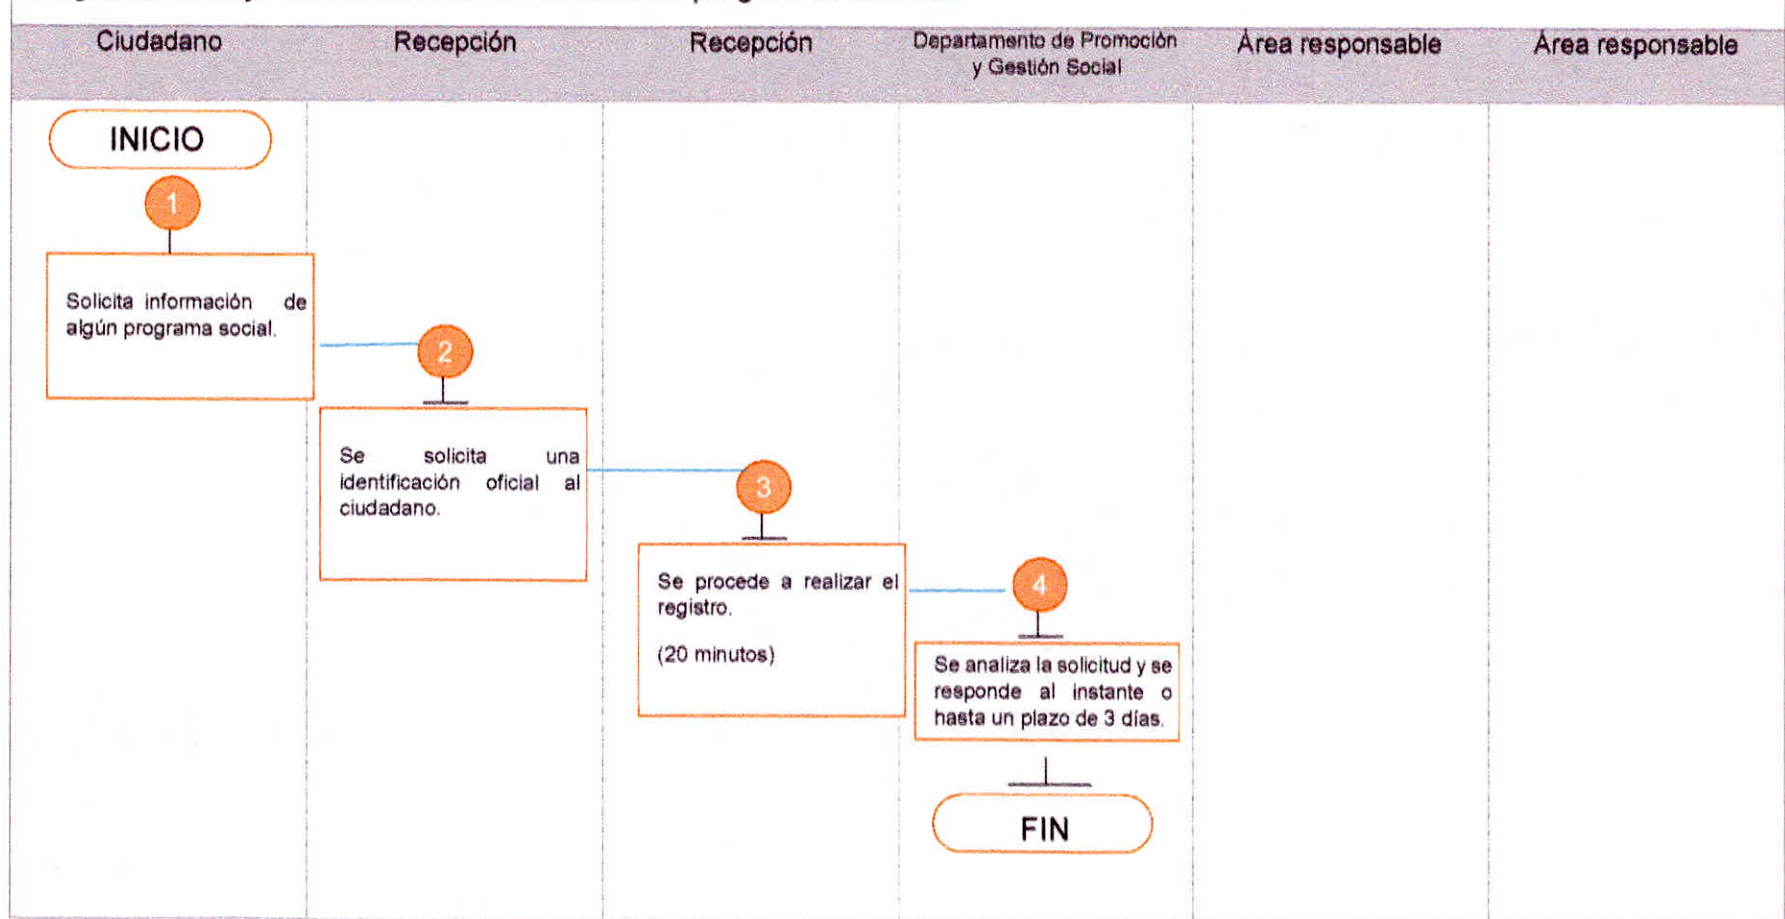 Ciudadano
Recepción
Recepción
Departamento de Promoción
y Gestión Social
Área responsable
Área responsable
INICIO
1
Solicita información de
algún programa social.
2
Se solicita una
identificación oficial al
ciudadano.
3
Se procede a realizar el
registro.
(20 minutos)
4
Se analiza la solicitud y se
responde al instante o
hasta un plazo de 3 días.
FIN